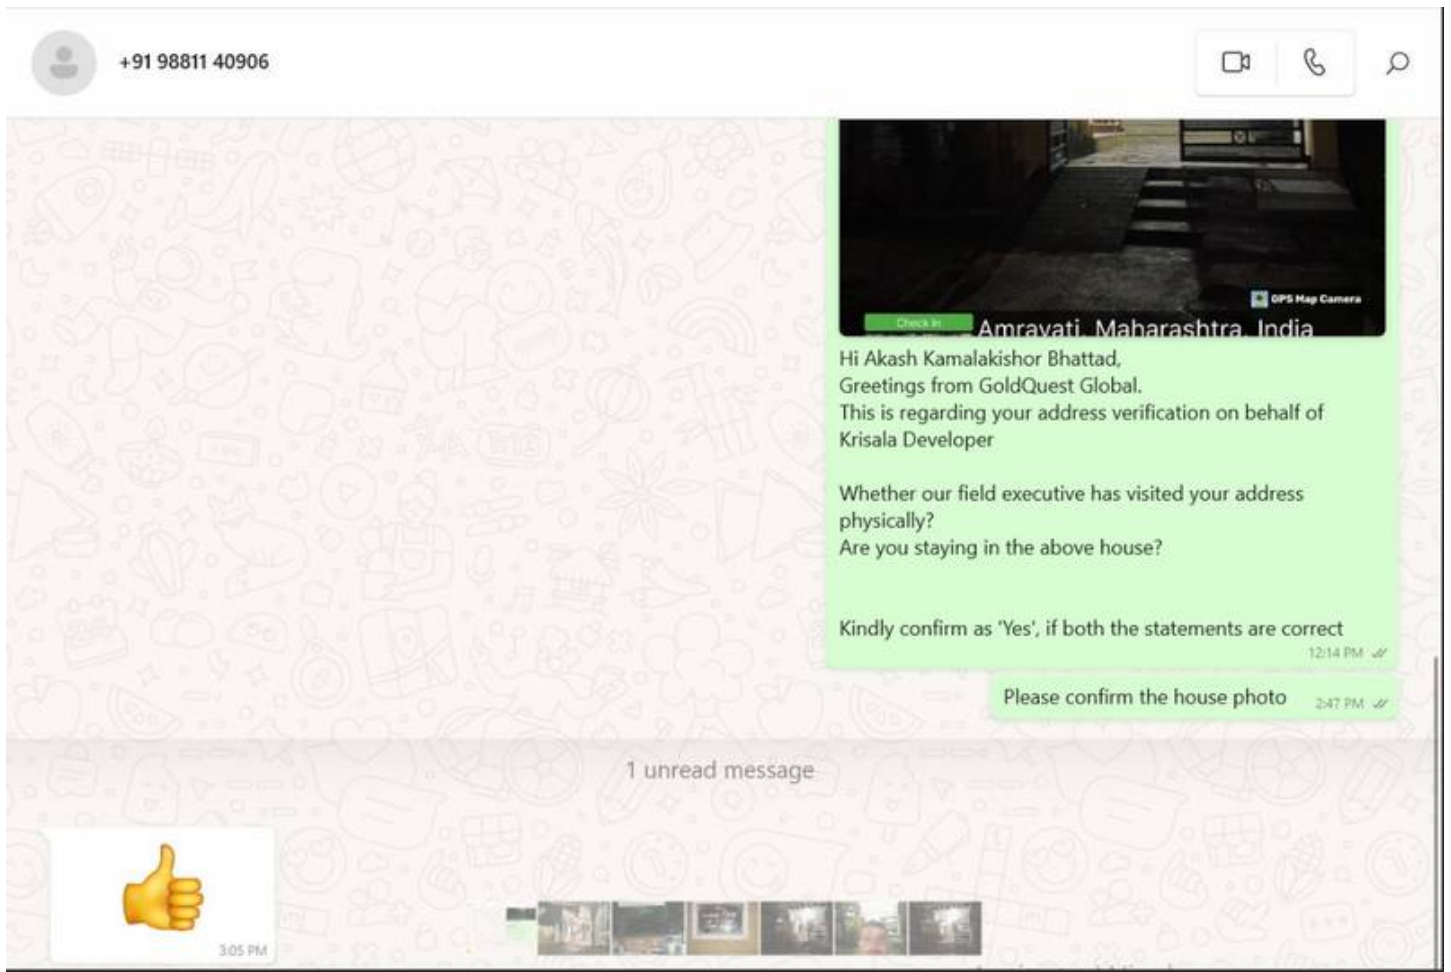 +91 98811 40906
GPS Map Camera
Check In
Amravati, Maharashtra, India
Hi Akash Kamalakishor Bhattad,
Greetings from GoldQuest Global.
This is regarding your address verification on behalf of
Krisala Developer
Whether our field executive has visited your address
physically?
Are you staying in the above house?
Kindly confirm as 'Yes', if both the statements are correct
12:14 PM
Please confirm the house photo
2:47 PM
1 unread message
3:05 PM